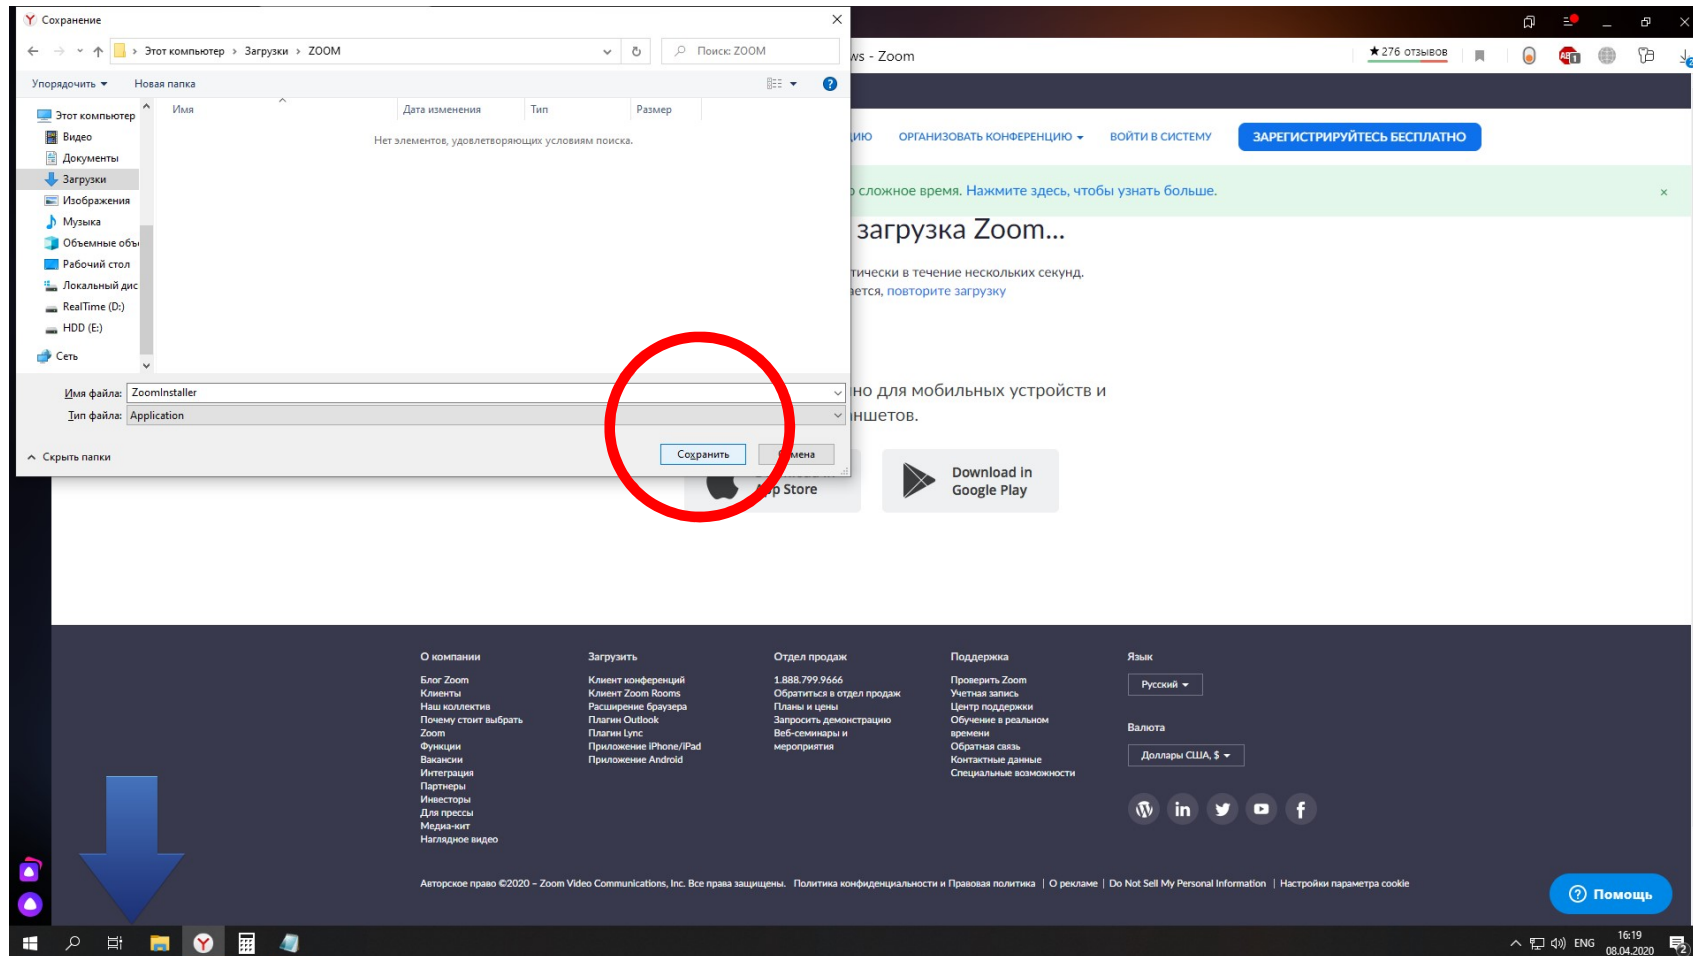 Сохранение
Этот компьютер › Загрузки › ZOOM
Поиск: ZOOM
Упорядочить
Новая папка
Этот компьютер
Видео
Документы
Загрузки
Изображения
Музыка
Объемные объ
Рабочий стол
Локальный дис
RealTime (D:)
HDD (E:)
Сеть
Имя
Дата изменения
Тип
Размер
Нет элементов, удовлетворяющих условиям поиска.
Имя файла: ZoomInstaller
Тип файла: Application
Скрыть папки
Сохранить
ws - Zoom
★276 отзывов
ОРГАНИЗОВАТЬ КОНФЕРЕНЦИЮ
ВОЙТИ В СИСТЕМУ
ЗАРЕГИСТРИРУЙТЕСЬ БЕСПЛАТНО
сложное время. Нажмите здесь, чтобы узнать больше.
загрузка Zoom...
тически в течение нескольких секунд.
ается, повторите загрузку
но для мобильных устройств и
ншетов.
App Store
Download in
Google Play
О компании
Блог Zoom
Клиенты
Наш коллектив
Почему стоит выбрать
Zoom
Функции
Вакансии
Интеграция
Партнеры
Инвесторы
Для прессы
Медиа-кит
Наглядное видео
Загрузить
Клиент конференций
Клиент Zoom Rooms
Расширение браузера
Плагин Outlook
Плагин Lync
Приложение iPhone/iPad
Приложение Android
Отдел продаж
1.888.799.9666
Обратиться в отдел продаж
Планы и цены
Запросить демонстрацию
Веб-семинары и
мероприятия
Поддержка
Проверить Zoom
Учетная запись
Центр поддержки
Обучение в реальном
времени
Обратная связь
Контактные данные
Специальные возможности
Язык
Русский
Валюта
Доллары США, $
Авторское право ©2020 – Zoom Video Communications, Inc. Все права защищены. Политика конфиденциальности и Правовая политика | О рекламе | Do Not Sell My Personal Information | Настройки параметра cookie
Помощь
ENG
16:19
08.04.2020